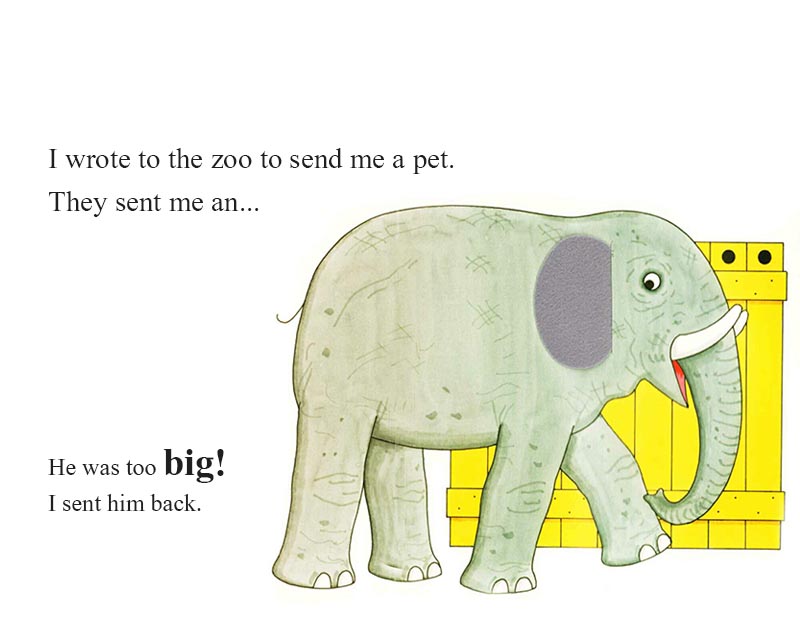 I wrote to the zoo to send me a pet.
They sent me an...
He was too big!
I sent him back.